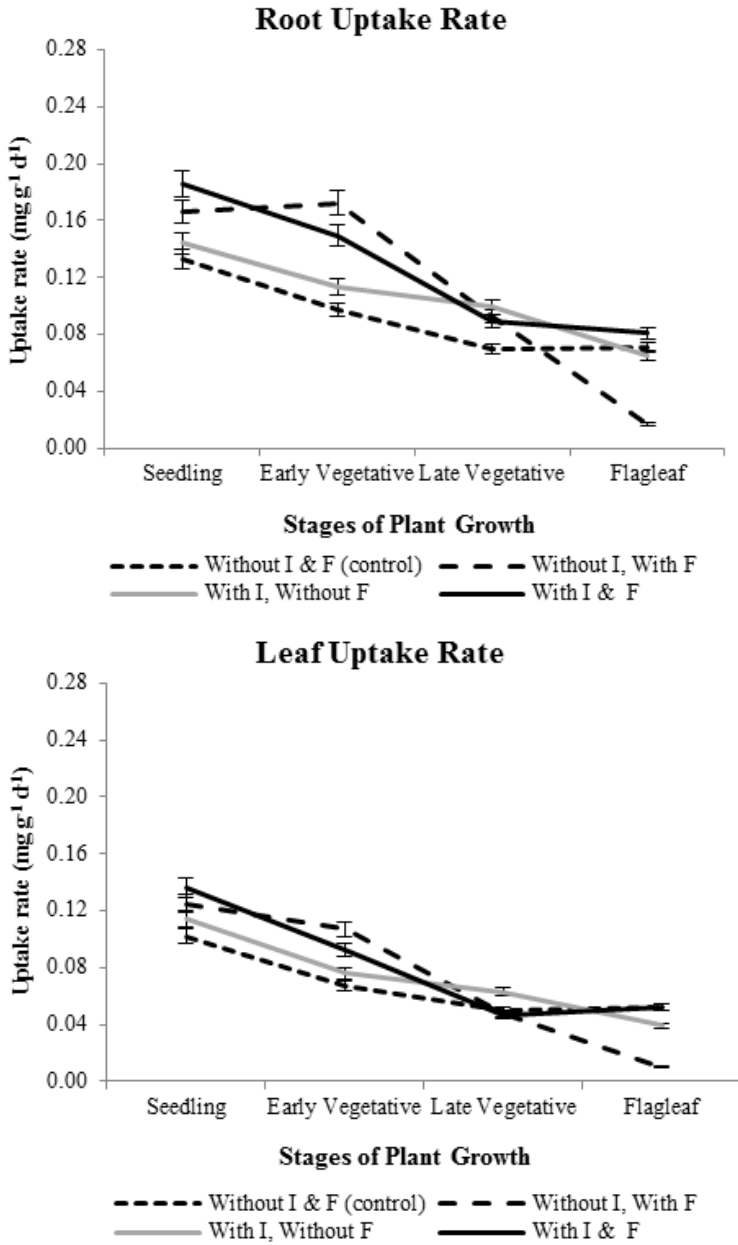 Root Uptake Rate
0.28
0.24
0.20
0.16
0.12
0.08
0.04
0.00
Uptake rate (mg g-1 d-1)
Seedling Early Vegetative Late Vegetative Flagleaf
Stages of Plant Growth
Without I & F (control) Without I, With F
With I, Without F With I & F
Leaf Uptake Rate
0.28
0.24
0.20
0.16
0.12
0.08
0.04
0.00
Uptake rate (mg g-1 d-1)
Seedling Early Vegetative Late Vegetative Flagleaf
Stages of Plant Growth
Without I & F (control) Without I, With F
With I, Without F With I & F